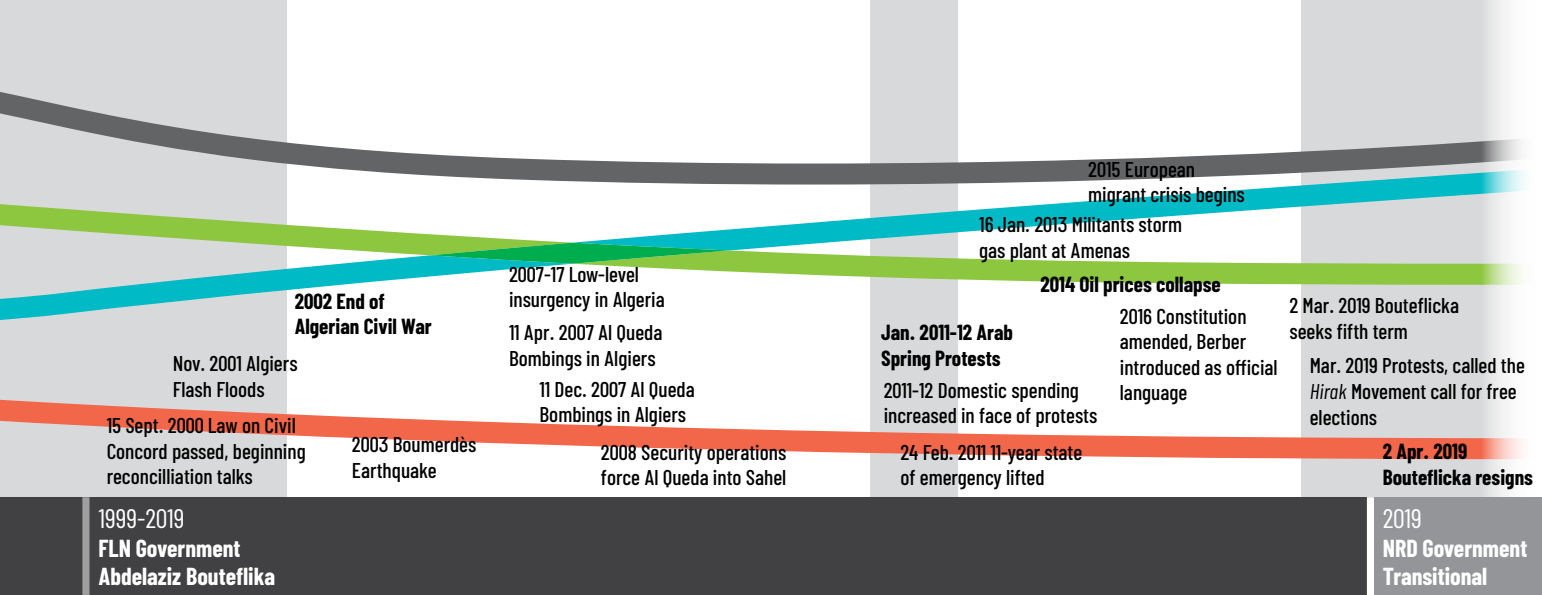 2015 European
migrant crisis begins
16 Jan. 2013 Militants storm
gas plant at Amenas
2007-17 Low-level
insurgency in Algeria
2014 Oil prices collapse
2002 End of
Algerian Civil War
2 Mar. 2019 Bouteflicka
seeks fifth term
2016 Constitution
amended, Berber
introduced as official
language
11 Apr. 2007 Al Queda
Bombings in Algiers
Jan. 2011-12 Arab
Spring Protests
Nov. 2001 Algiers
Flash Floods
Mar. 2019 Protests, called the
Hirak Movement call for free
elections
11 Dec. 2007 Al Queda
Bombings in Algiers
2011-12 Domestic spending
increased in face of protests
15 Sept. 2000 Law on Civil
Concord passed, beginning
reconcilliation talks
2003 Boumerdès
Earthquake
2008 Security operations
force Al Queda into Sahel
24 Feb. 2011 11-year state
of emergency lifted
2 Apr. 2019
Bouteflicka resigns
1999-2019
FLN Government
Abdelaziz Bouteflika
2019
NRD Government
Transitional